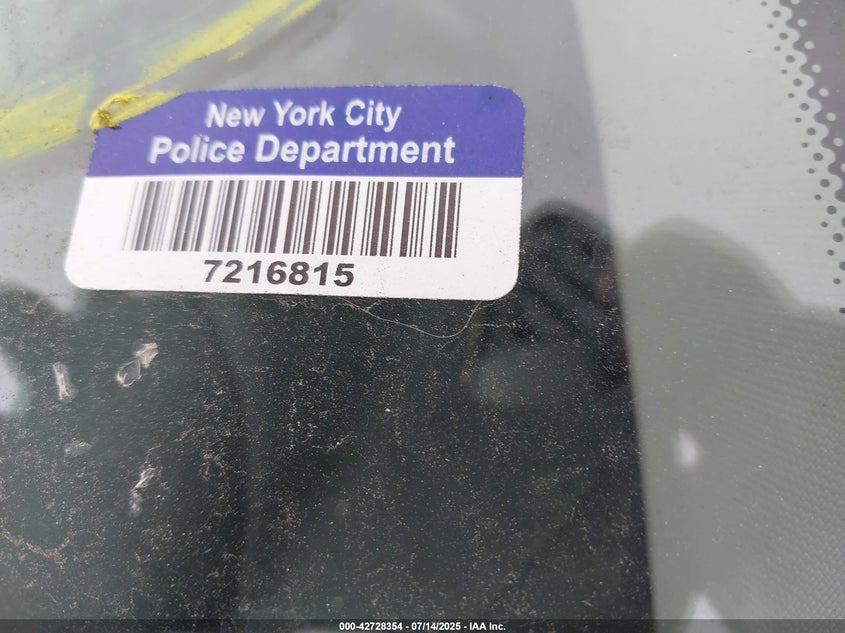 New York City
Police Department
7216815
000-42728354 - 07/14/2025 - IAA Inc.